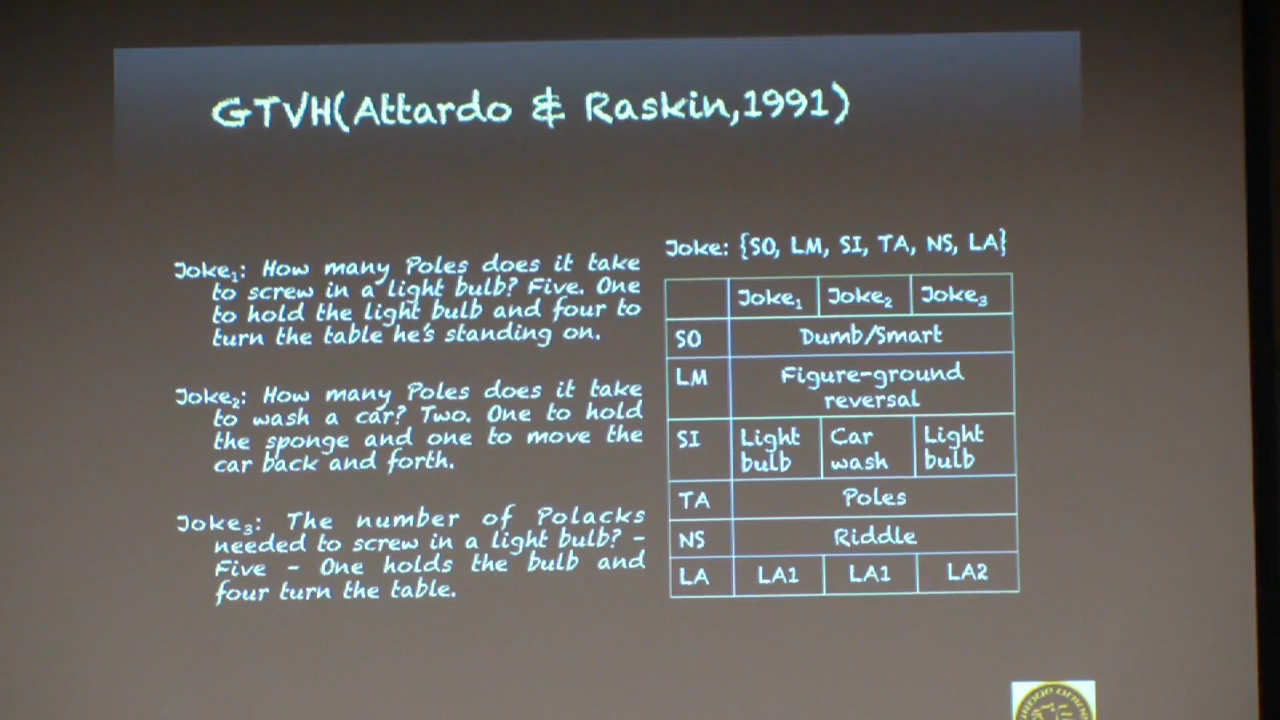 GTVH(Attardo & Raskin,1991)
Joke1: How many Poles does it take
to screw in a light bulb? Five. One
to hold the light bulb and four to
turn the table he's standing on.
Joke2: How many Poles does it take
to wash a car? Two. One to hold
the sponge and one to move the
car back and forth.
Joke3: The number of Polacks
needed to screw in a light bulb? -
Five - One holds the bulb and
four turn the table.
Joke: {SO, LM, SI, TA, NS, LA}
Joke1 Joke2 Joke3
SO Dumb/Smart
LM Figure-ground
reversal
SI Light Car Light
bulb wash bulb
TA Poles
NS Riddle
LA LA1 LA1 LA2